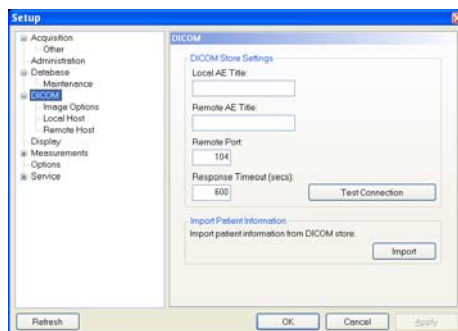 Setup
Acquisition
Other
Administration
Database
Maintenance
DICOM
Image Options
Local Host
Remote Host
Display
Measurements
Options
Service
DICOM
DICOM Store Settings
Local AE Title:
Remote AE Title:
Remote Port:
104
Response Timeout (secs):
600
Test Connection
Import Patient Information
Import patient information from DICOM store.
Import
Refresh
OK
Cancel
Apply